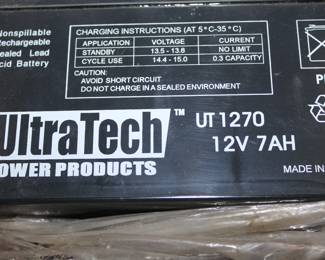 Nonspillable
Rechargeable
Sealed Lead
Acid Battery
CHARGING INSTRUCTIONS (AT 5°C-35°C)
APPLICATION VOLTAGE CURRENT
STANDBY 13.5 - 13.8 NO LIMIT
CYCLE USE 14.4 - 15.0 0.3 CAPACITY
CAUTION:
AVOID SHORT CIRCUIT
DO NOT CHARGE IN A SEALED ENVIRONMENT
UltraTech™
POWER PRODUCTS
UT 1270
12V 7AH
MADE IN